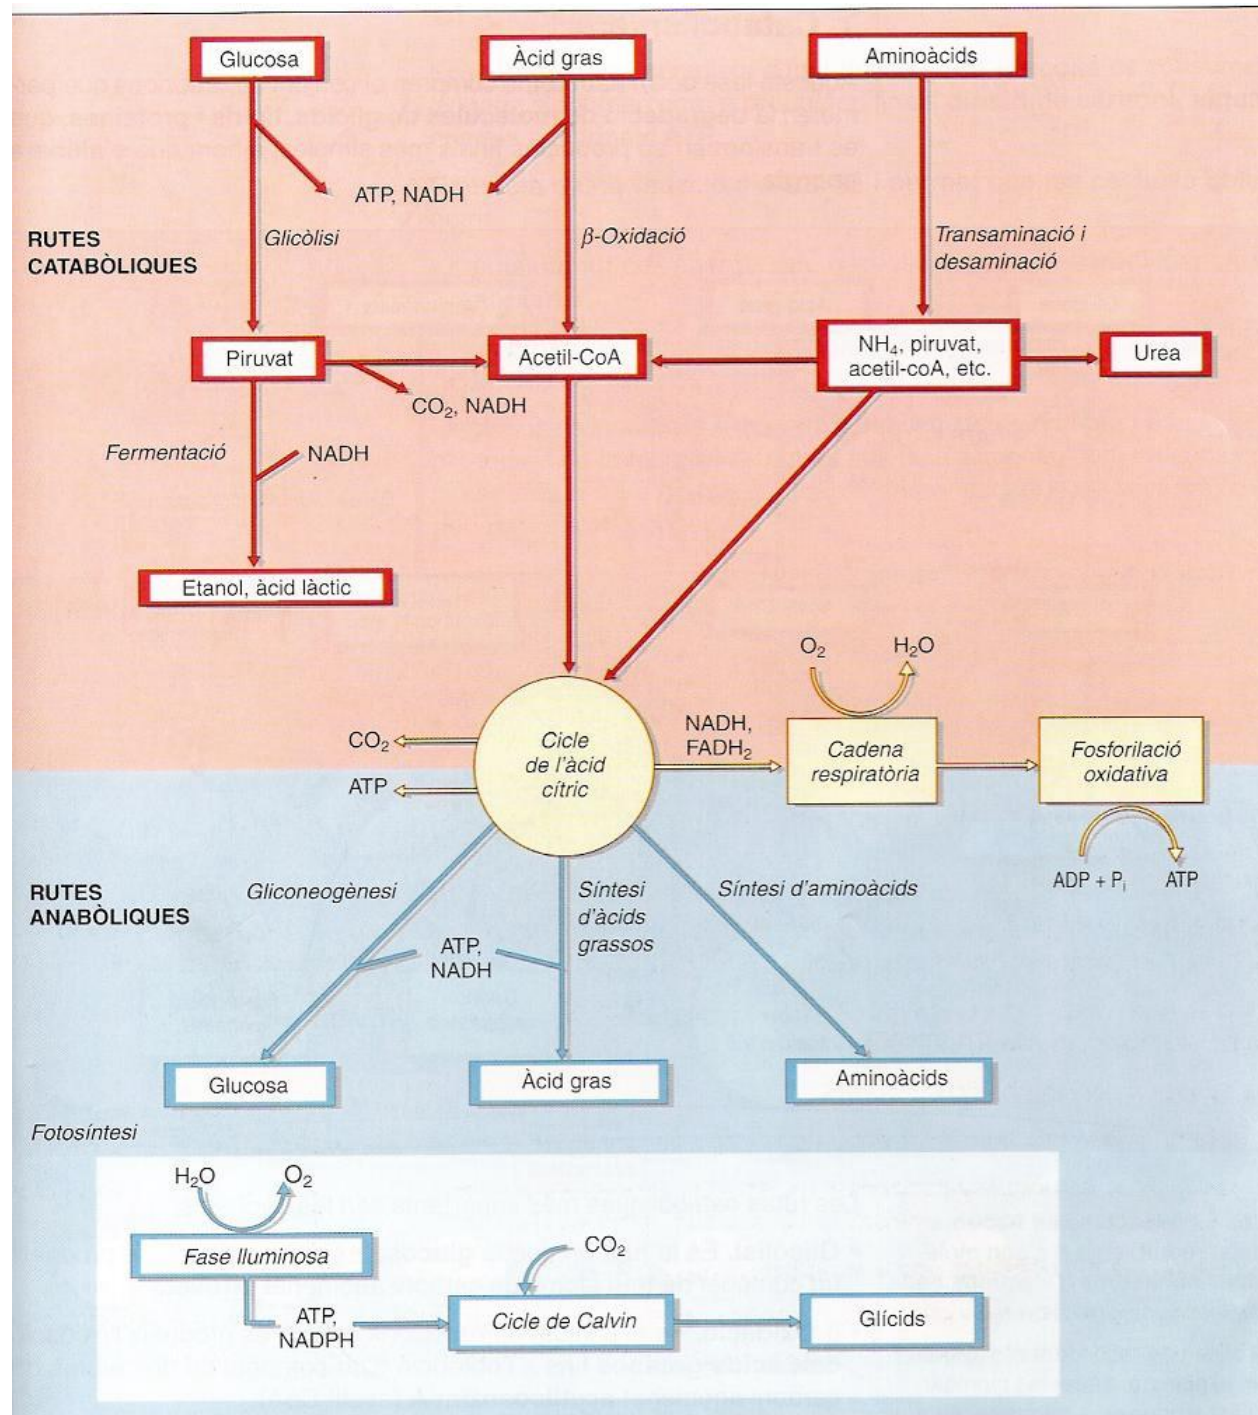 Glucosa
Àcid gras
Aminoàcids
ATP, NADH
RUTES
CATABÒLIQUES
Glicòlisi
β-Oxidació
Transaminació i
desaminació
Piruvat
Acetil-CoA
NH₄, piruvat,
acetil-coA, etc.
Urea
CO₂, NADH
Fermentació
NADH
Etanol, àcid làctic
O₂
H₂O
CO₂
ATP
Cicle
de l'àcid
cítric
NADH,
FADH₂
Cadena
respiratòria
Fosforilació
oxidativa
ADP + Pᵢ
ATP
RUTES
ANABÒLIQUES
Gliconeogènesi
Síntesi
d'àcids
grassos
Síntesi d'aminoàcids
ATP,
NADH
Glucosa
Àcid gras
Aminoàcids
Fotosíntesi
H₂O
O₂
Fase lluminosa
CO₂
ATP,
NADPH
Cicle de Calvin
Glícids